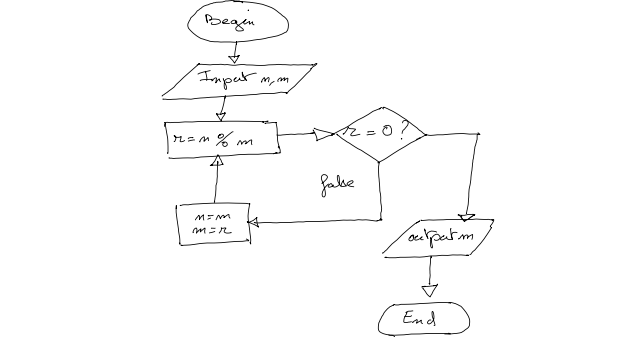 Begin
Input n, m
r = n % m
r = 0 ?
false
n = m
m = r
output m
End